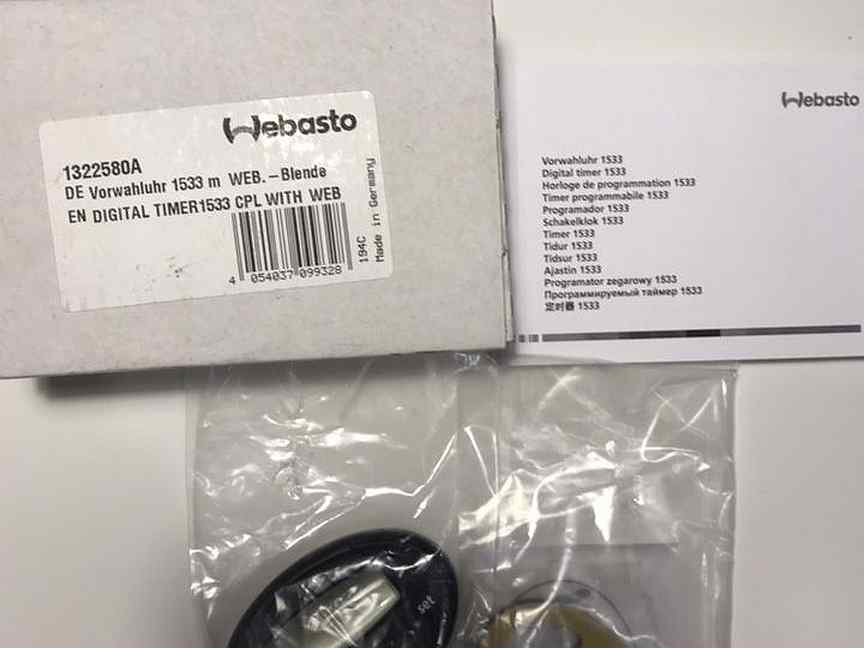 Webasto
1322580A
DE Vorwahluhr 1533 m WEB.-Blende
EN DIGITAL TIMER1533 CPL WITH WEB
194C
Made in Germany
4 054037 099328
Webasto
Vorwahluhr 1533
Digital timer 1533
Horloge de programmation 1533
Timer programmabile 1533
Programador 1533
Schakelklok 1533
Timer 1533
Tidur 1533
Tidsur 1533
Ajastin 1533
Programator zegarowy 1533
Программируемый таймер 1533
定时器 1533
set